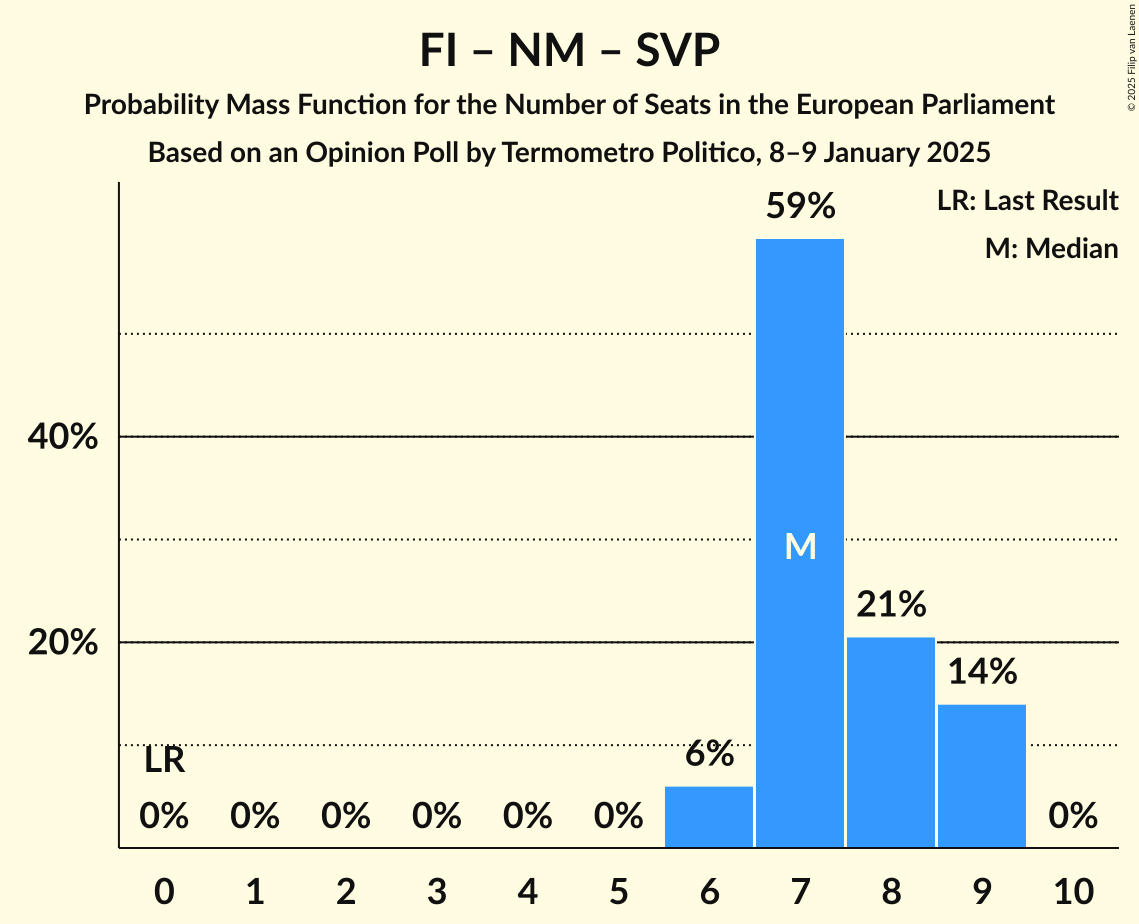 FI – NM – SVP
Probability Mass Function for the Number of Seats in the European Parliament
Based on an Opinion Poll by Termometro Politico, 8–9 January 2025
© 2025 Filip van Laenen
LR: Last Result
M: Median
59%
40%
M
21%
20%
14%
LR
6%
0% 0% 0% 0% 0% 0% 0%
0 1 2 3 4 5 6 7 8 9 10